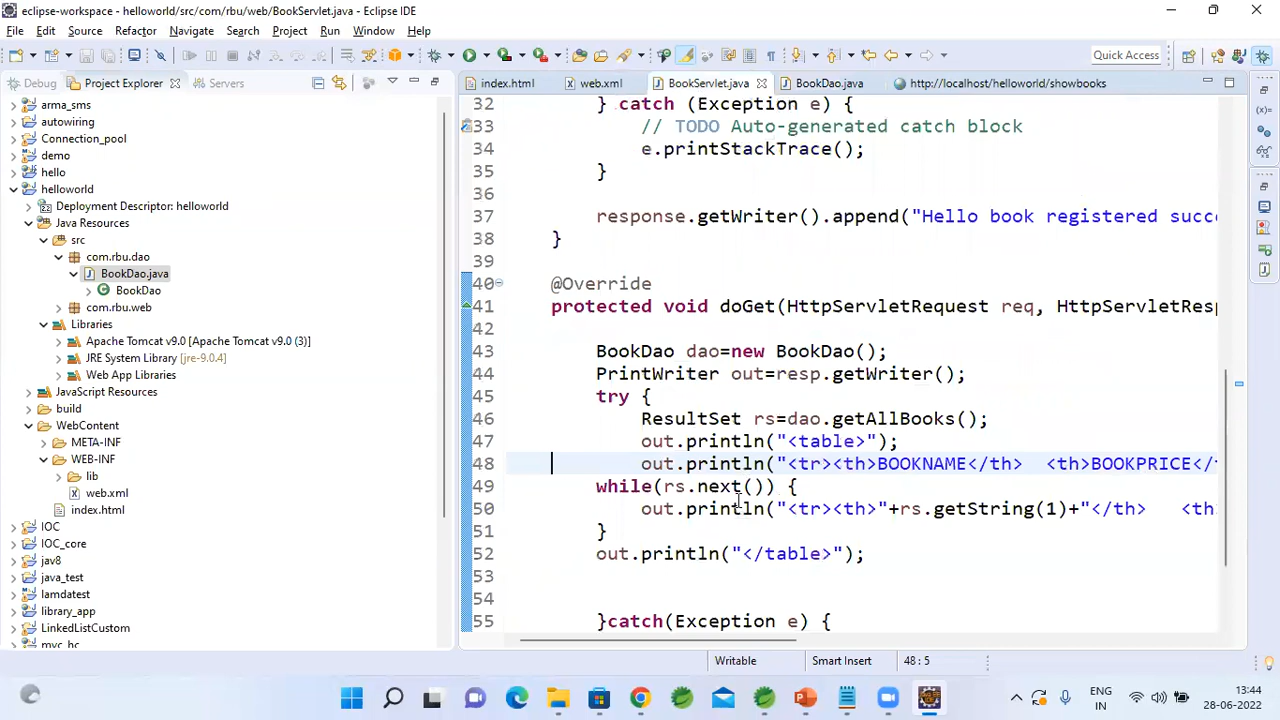 eclipse-workspace - helloworld/src/com/rbu/web/BookServlet.java - Eclipse IDE
File Edit Source Refactor Navigate Search Project Run Window Help
Quick Access
Debug Project Explorer Servers
index.html web.xml BookServlet.java BookDao.java http://localhost/helloworld/showbooks
arma_sms
autowiring
Connection_pool
demo
hello
helloworld
Deployment Descriptor: helloworld
Java Resources
src
com.rbu.dao
BookDao.java
BookDao
com.rbu.web
Libraries
Apache Tomcat v9.0 [Apache Tomcat v9.0 (3)]
JRE System Library [jre-9.0.4]
Web App Libraries
JavaScript Resources
build
WebContent
META-INF
WEB-INF
lib
web.xml
index.html
IOC
IOC_core
jav8
java_test
lamdatest
library_app
LinkedListCustom
myc_hc
32 } catch (Exception e) {
33 // TODO Auto-generated catch block
34 e.printStackTrace();
35 }
36
37 response.getWriter().append("Hello book registered succe
38 }
39
40 @Override
41 protected void doGet(HttpServletRequest req, HttpServletResp
42
43 BookDao dao=new BookDao();
44 PrintWriter out=resp.getWriter();
45 try {
46 ResultSet rs=dao.getAllBooks();
47 out.println("<table>");
48 out.println("<tr><th>BOOKNAME</th> <th>BOOKPRICE</t
49 while(rs.next()) {
50 out.println("<tr><th>"+rs.getString(1)+"</th> <th
51 }
52 out.println("</table>");
53
54
55 }catch(Exception e) {
Writable Smart Insert 48 : 5
ENG
IN
13:44
28-06-2022